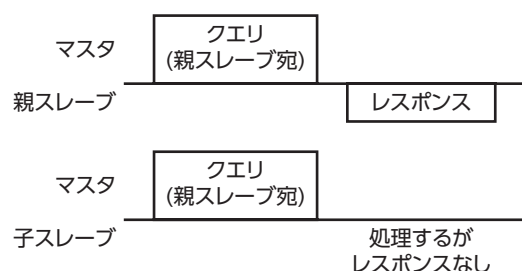 クエリ
(親スレーブ宛)
マスタ
親スレーブ
レスポンス
クエリ
(親スレーブ宛)
マスタ
子スレーブ
処理するが
レスポンスなし